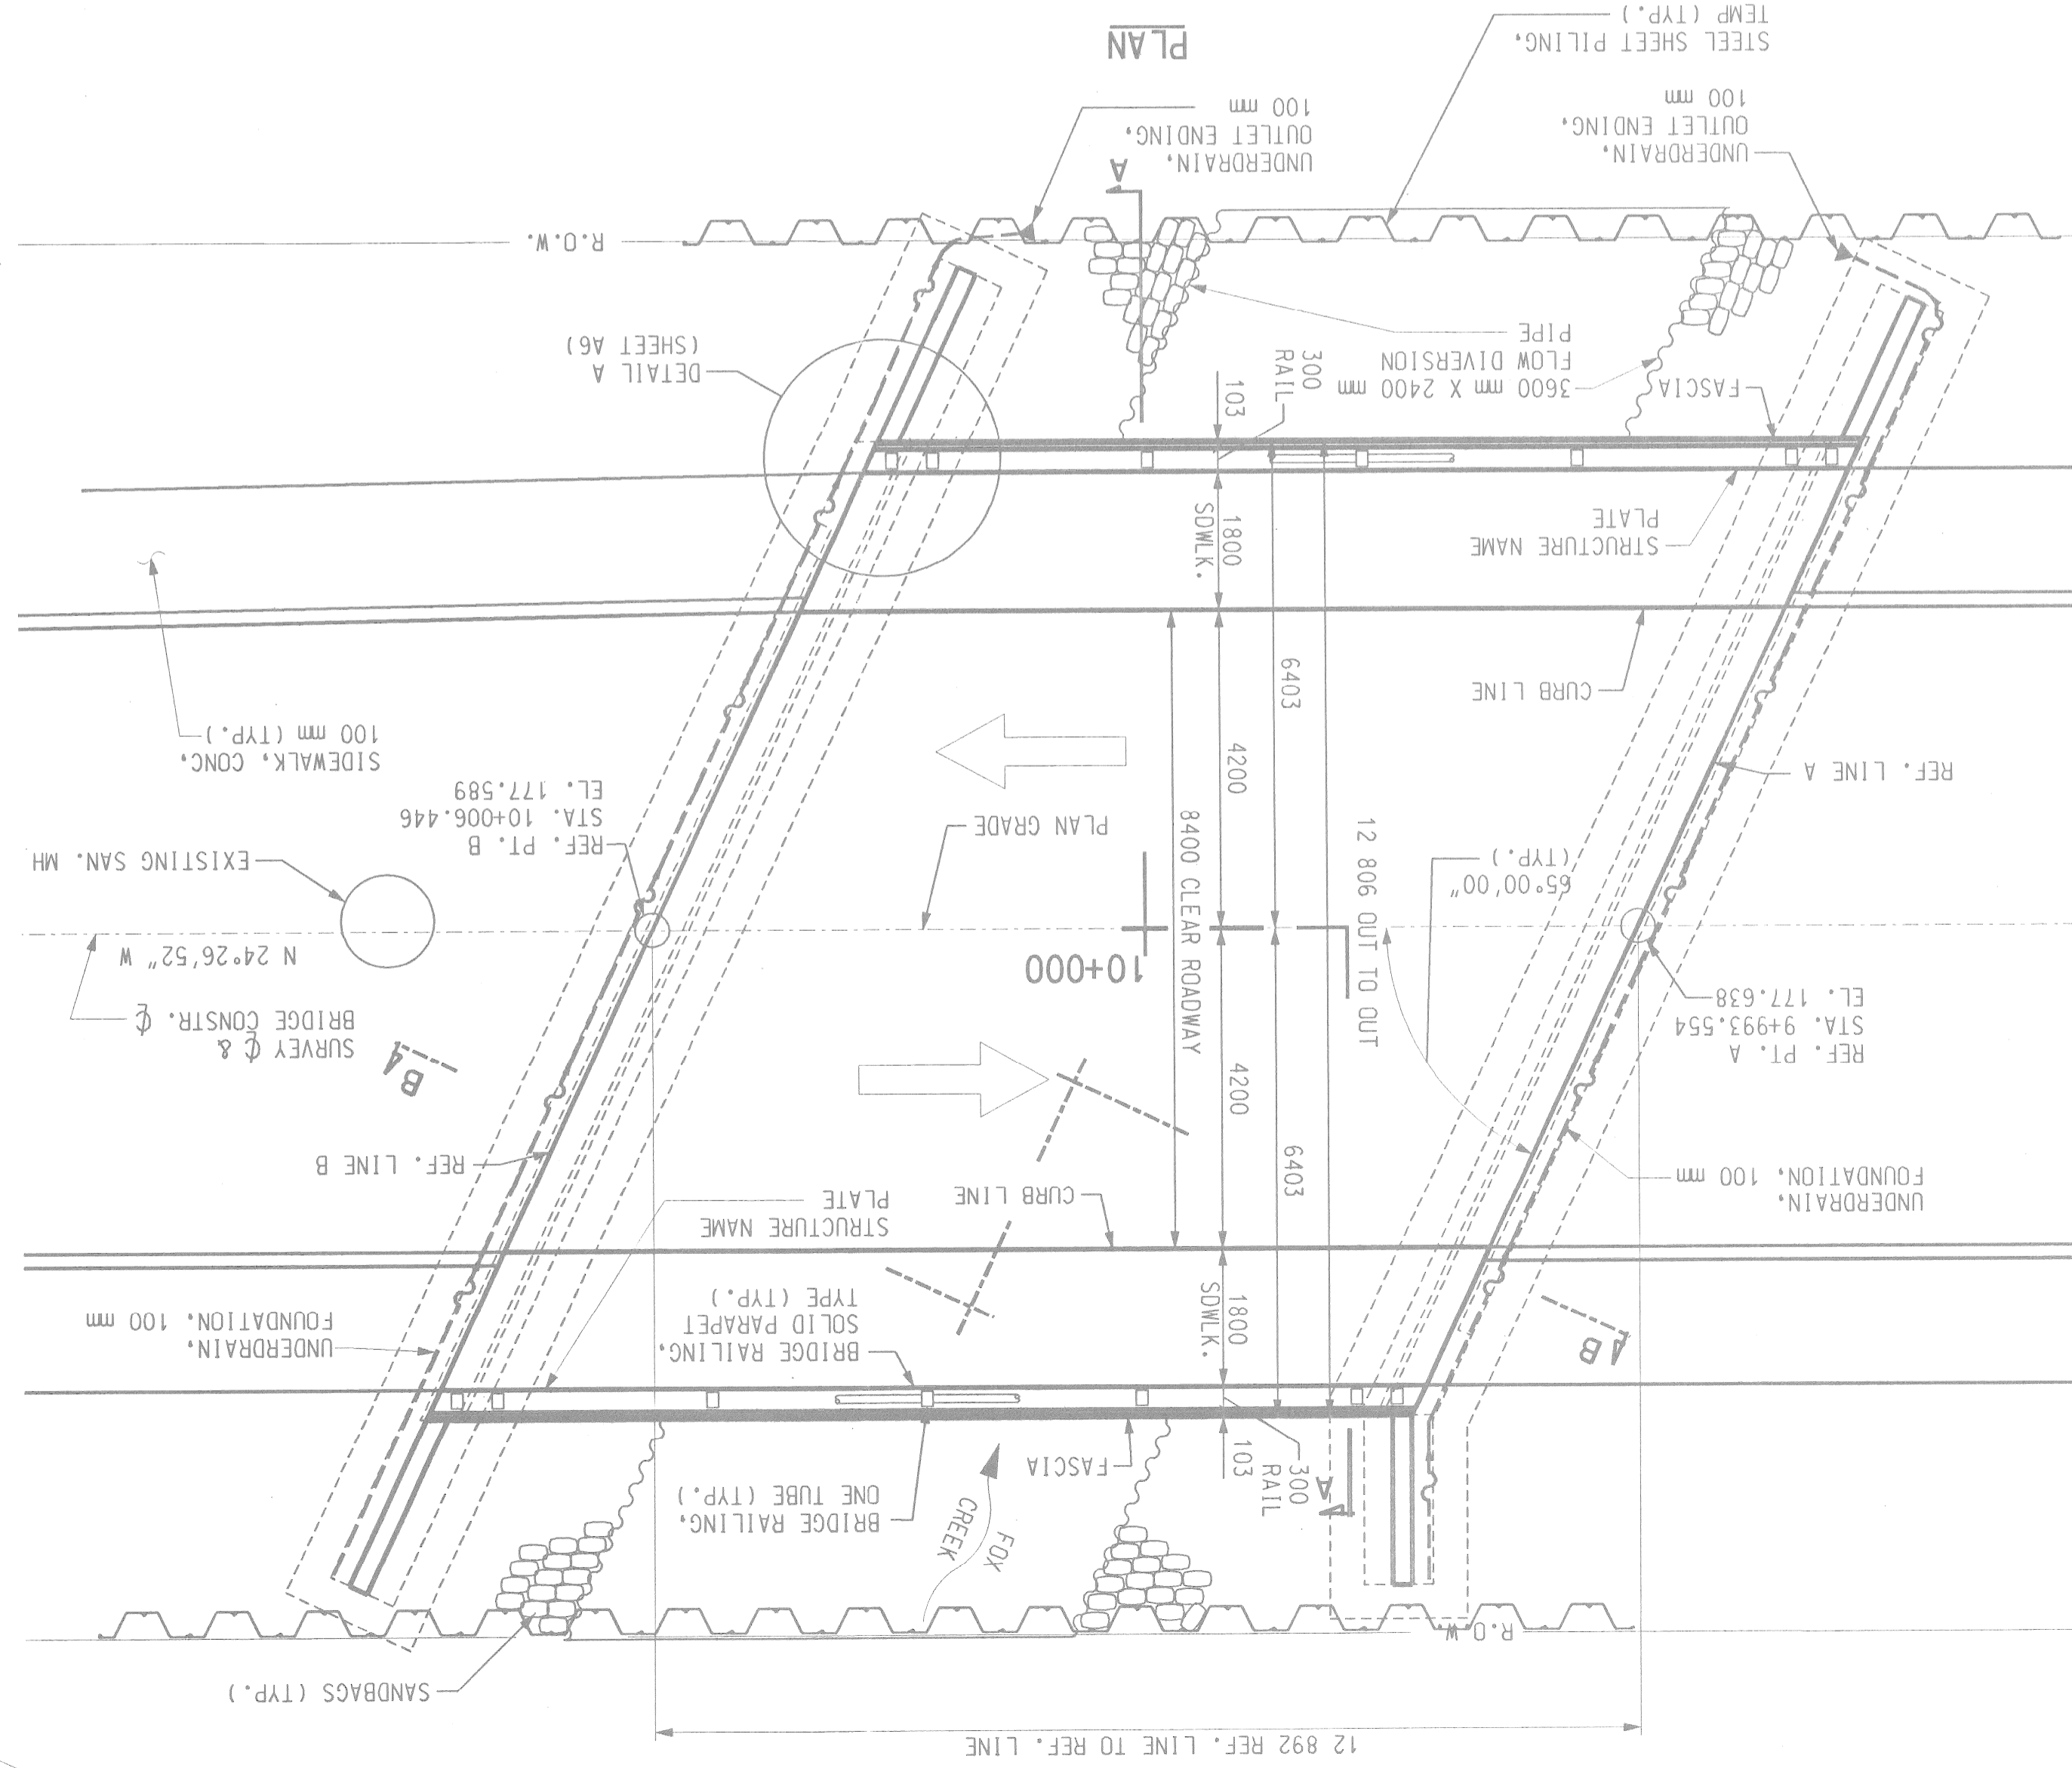 12 892 REF. LINE TO REF. LINE
SANDBAGS (TYP.)
R.O.W.
FOX
CREEK
BRIDGE RAILING,
ONE TUBE (TYP.)
FASCIA
103
300
RAIL
A
BRIDGE RAILING,
SOLID PARAPET
TYPE (TYP.)
UNDERDRAIN,
FOUNDATION, 100 mm
1800
SDWLK.
B
STRUCTURE NAME
PLATE
CURB LINE
UNDERDRAIN,
FOUNDATION, 100 mm
REF. LINE B
6403
4200
8400 CLEAR ROADWAY
B
SURVEY ℄ &
BRIDGE CONSTR. ℄
N 24°26'52" W
REF. PT. A
STA. 9+993.554
EL. 177.638
10+000
12 806 OUT TO OUT
65°00'00"
(TYP.)
EXISTING SAN. MH
REF. PT. B
STA. 10+006.446
EL. 177.589
PLAN GRADE
REF. LINE A
4200
6403
SIDEWALK, CONC,
100 mm (TYP.)
CURB LINE
1800
SDWLK.
STRUCTURE NAME
PLATE
FASCIA
103
300
RAIL
3600 mm X 2400 mm
FLOW DIVERSION
PIPE
DETAIL A
(SHEET A6)
R.O.W.
A
UNDERDRAIN,
OUTLET ENDING,
100 mm
UNDERDRAIN,
OUTLET ENDING,
100 mm
STEEL SHEET PILING,
TEMP (TYP.)
PLAN